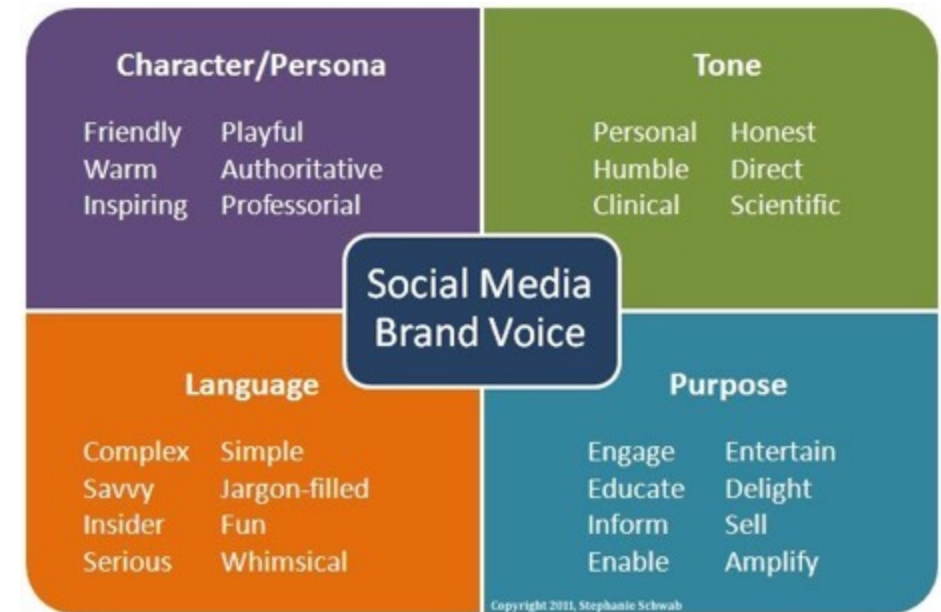 Character/Persona
Friendly Playful
Warm Authoritative
Inspiring Professorial
Tone
Personal Honest
Humble Direct
Clinical Scientific
Social Media
Brand Voice
Language
Complex Simple
Savvy Jargon-filled
Insider Fun
Serious Whimsical
Purpose
Engage Entertain
Educate Delight
Inform Sell
Enable Amplify
Copyright 2011, Stephanie Schwab